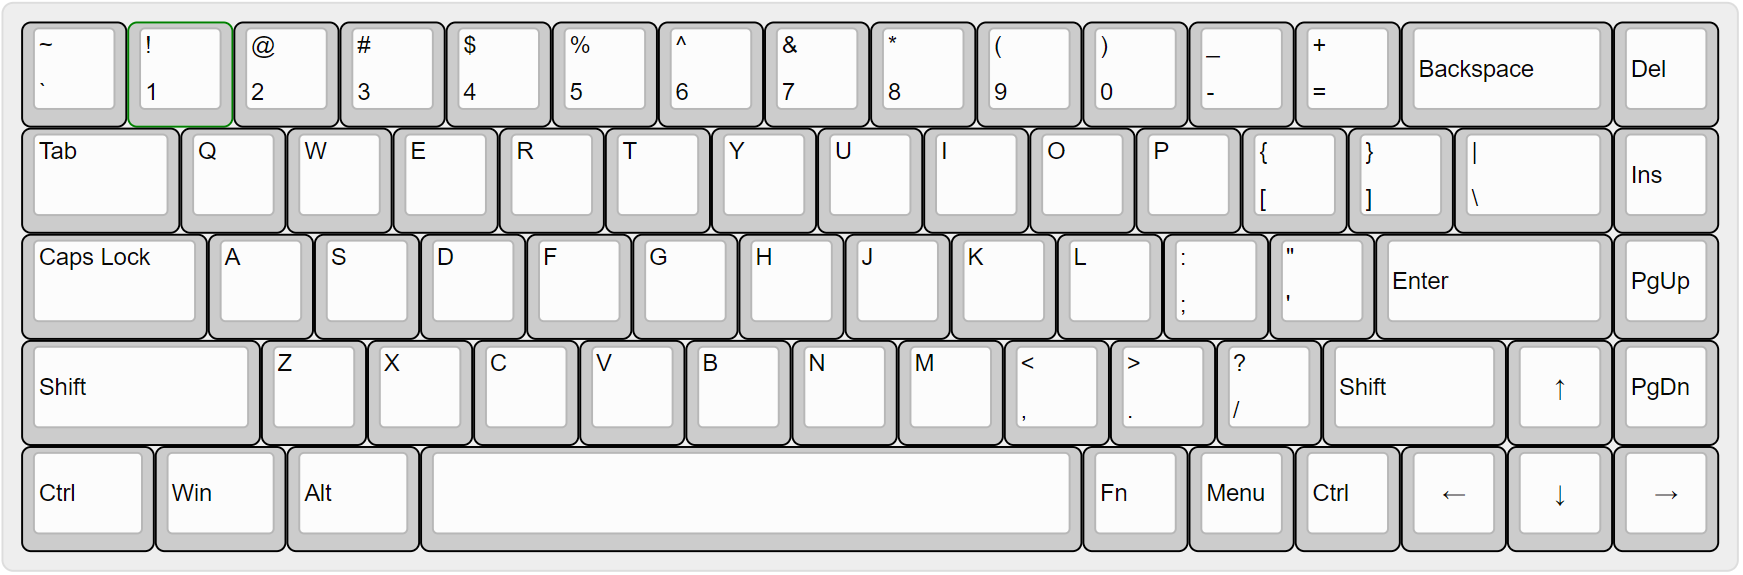 ~ ! @ # $ % ^ & * ( ) _ + Backspace Del
` 1 2 3 4 5 6 7 8 9 0 - =
Tab Q W E R T Y U I O P { } | Ins
[ ] \
Caps Lock A S D F G H J K L : " Enter PgUp
; '
Shift Z X C V B N M < > ? Shift ↑ PgDn
, . /
Ctrl Win Alt Fn Menu Ctrl ← ↓ →